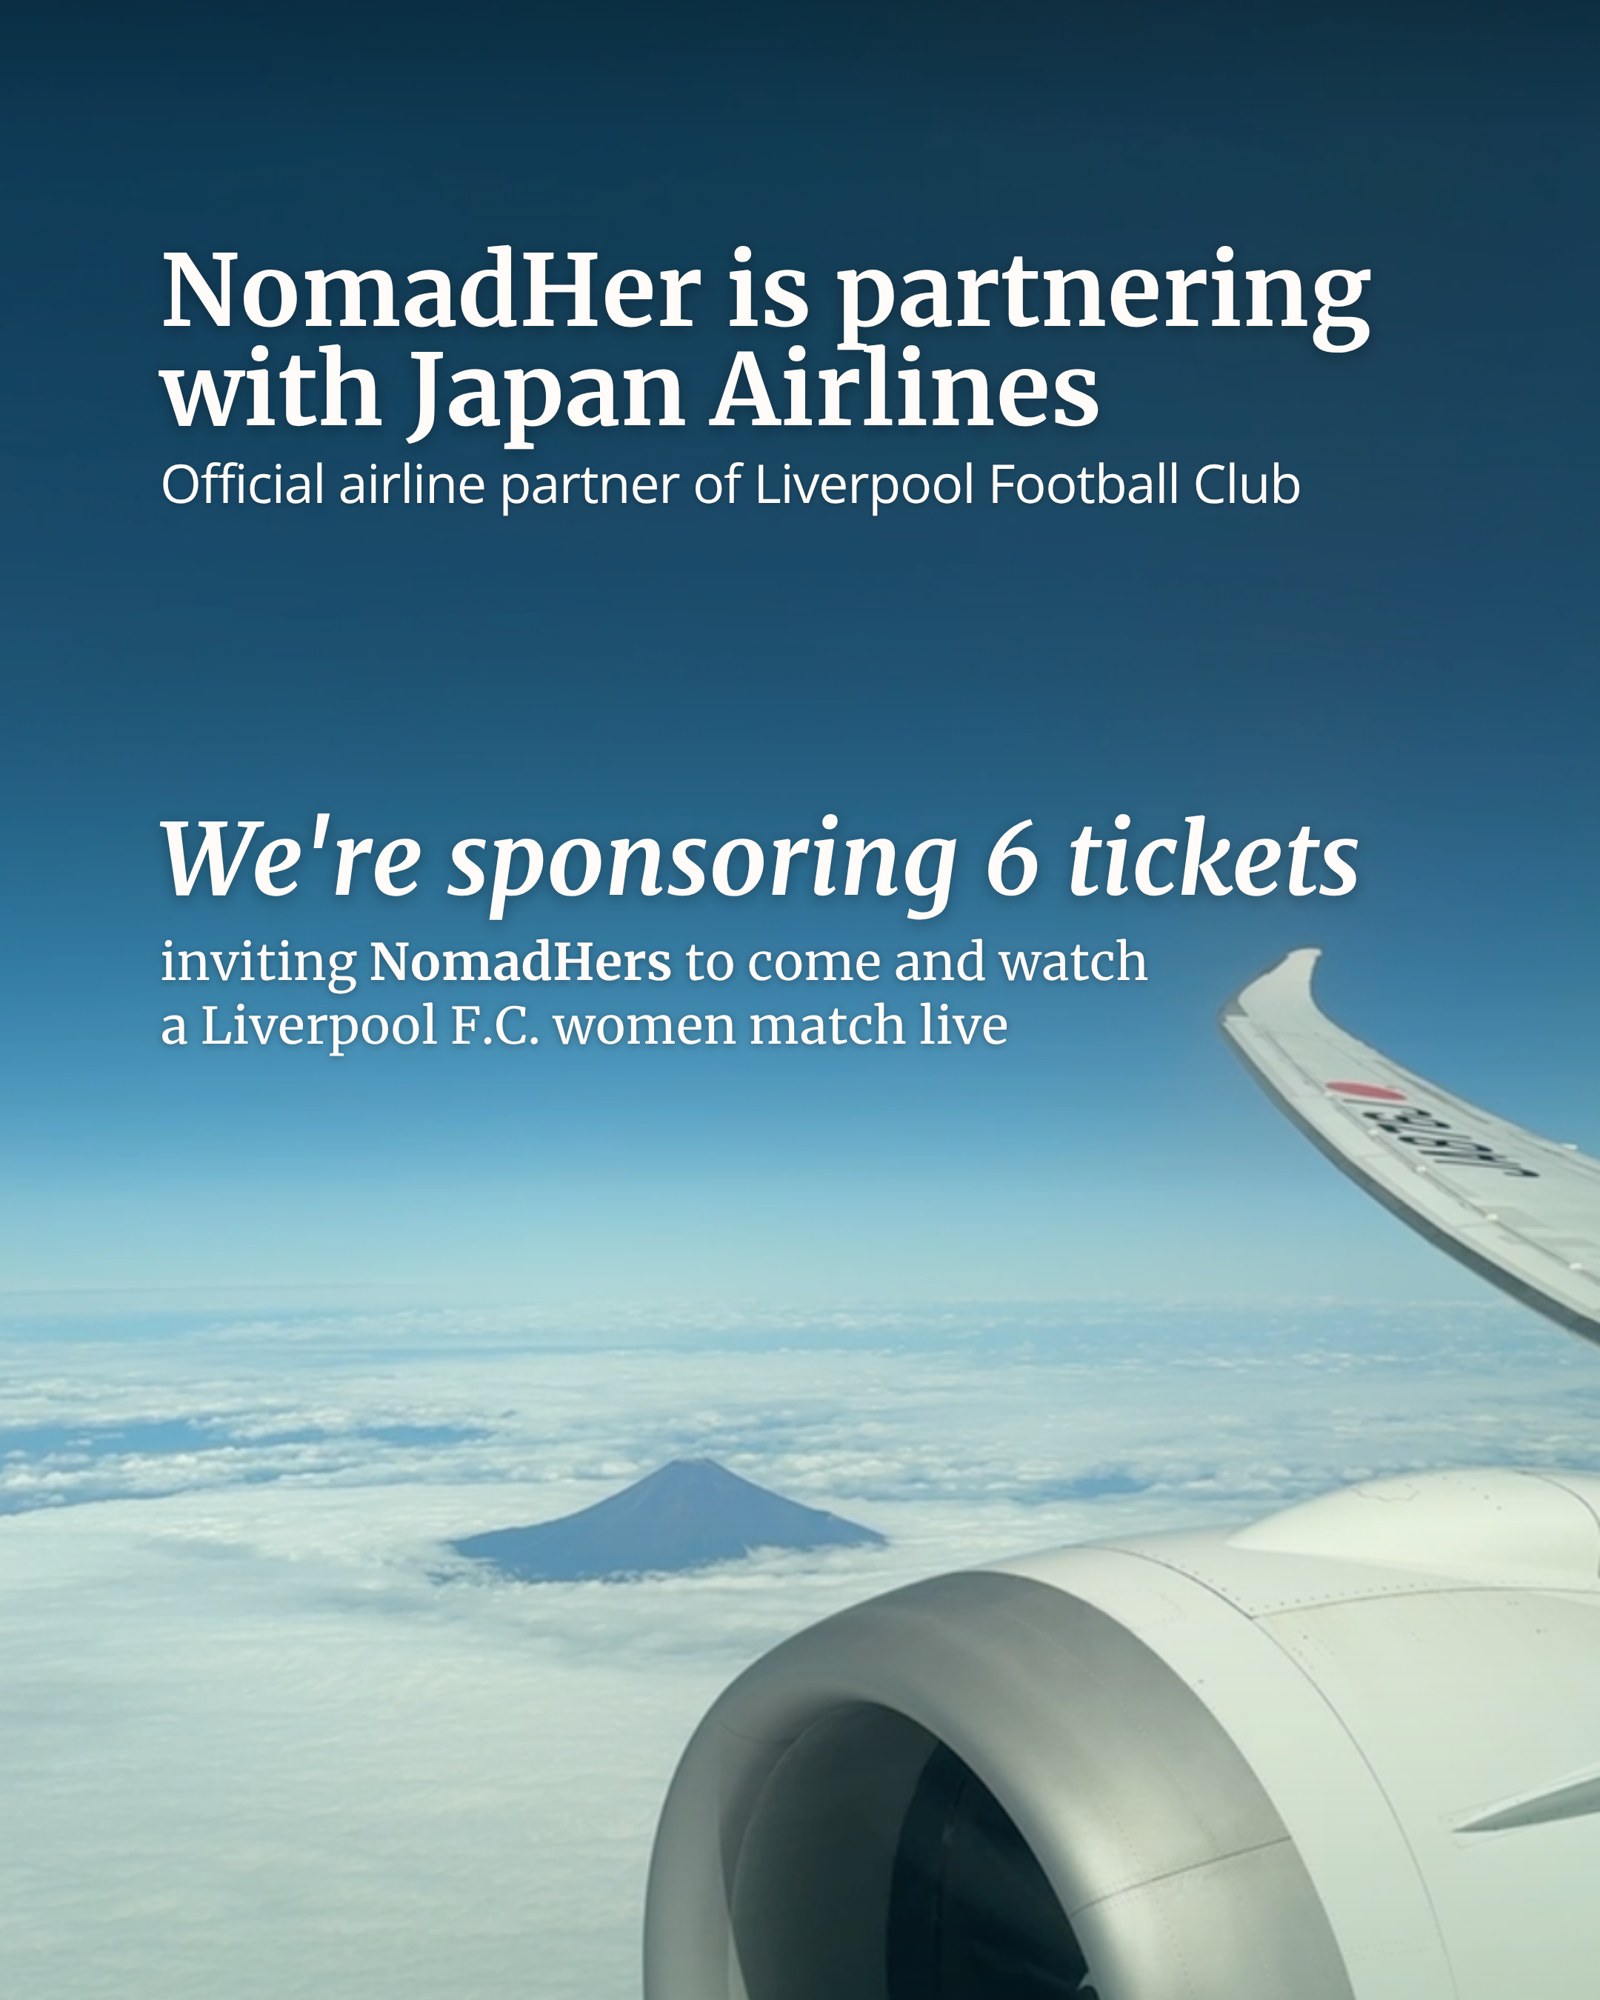 NomadHer is partnering
with Japan Airlines
Official airline partner of Liverpool Football Club
We're sponsoring 6 tickets
inviting NomadHers to come and watch
a Liverpool F.C. women match live